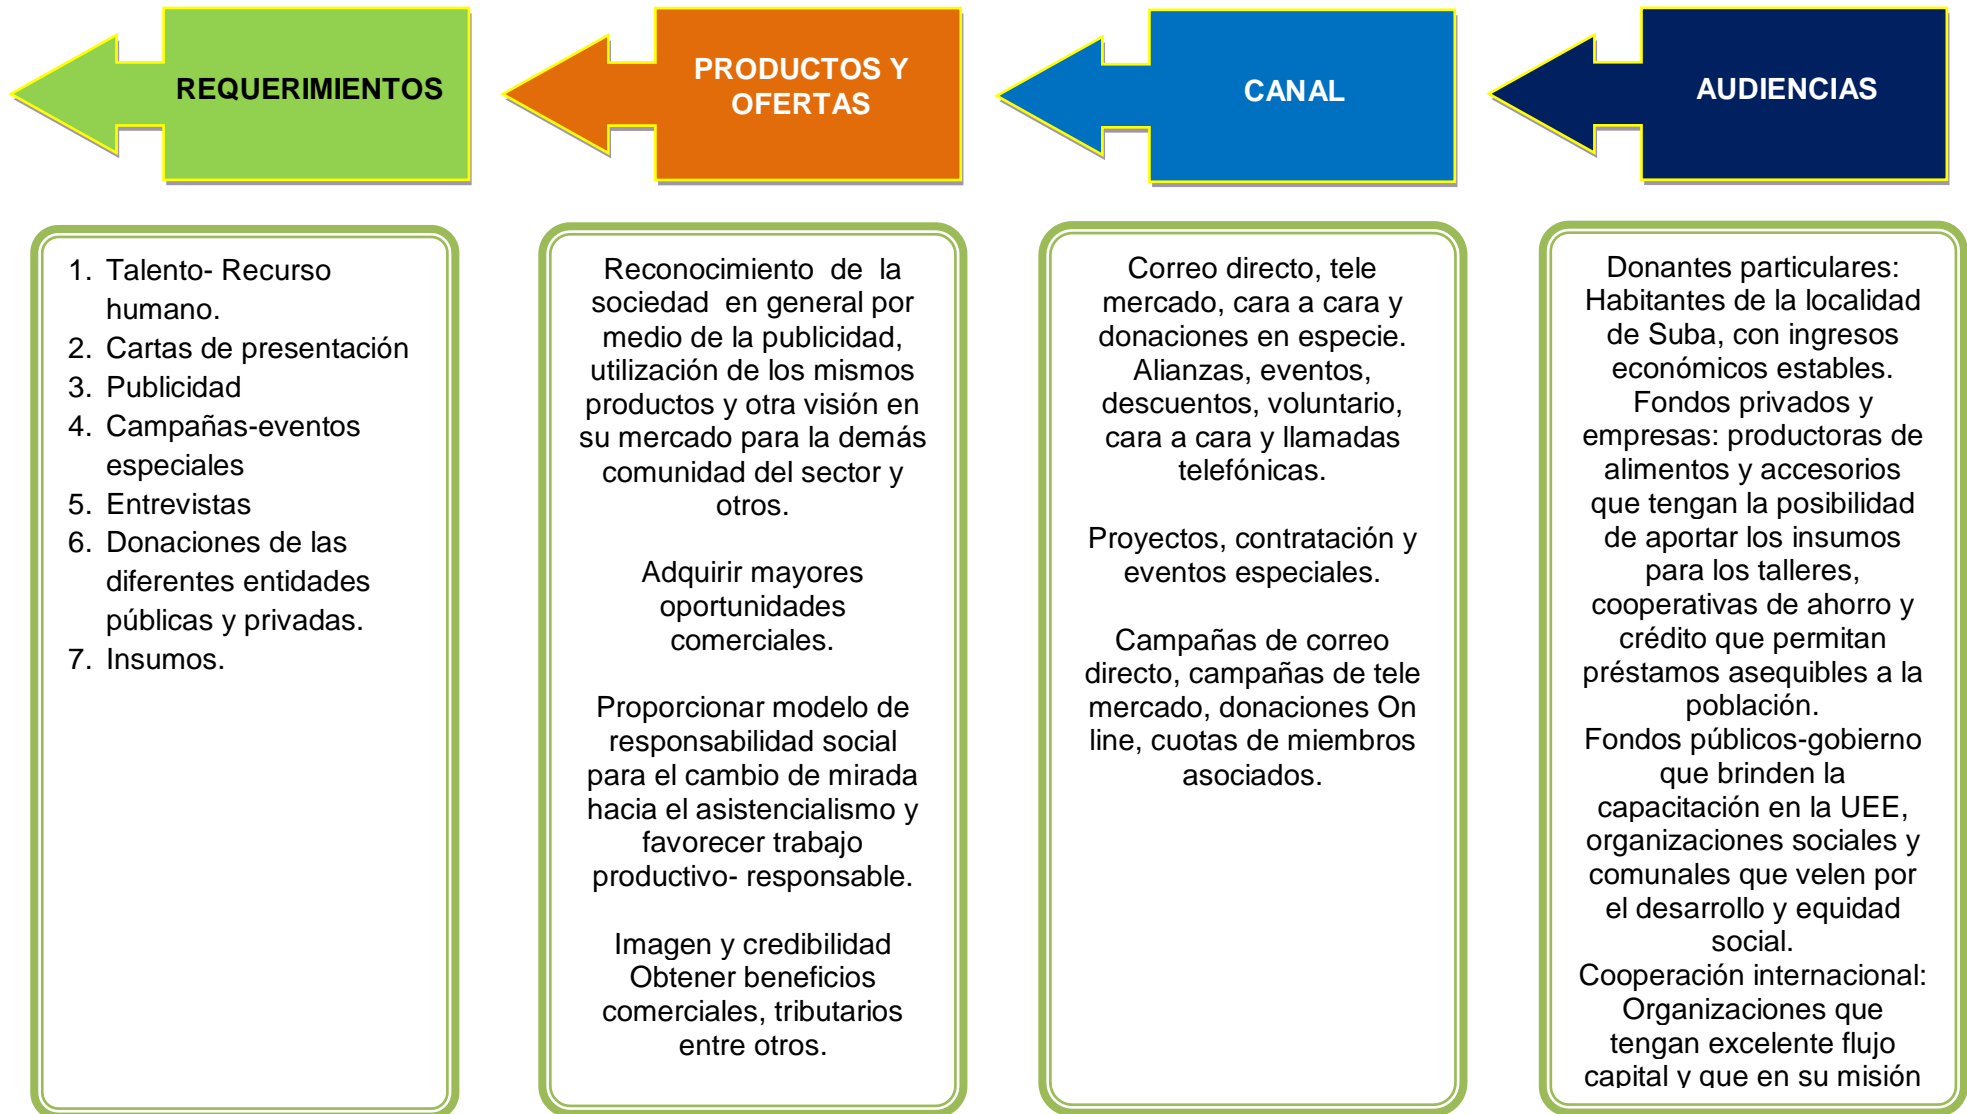 REQUERIMIENTOS
PRODUCTOS Y
OFERTAS
CANAL
AUDIENCIAS
1. Talento- Recurso
humano.
2. Cartas de presentación
3. Publicidad
4. Campañas-eventos
especiales
5. Entrevistas
6. Donaciones de las
diferentes entidades
públicas y privadas.
7. Insumos.
Reconocimiento de la
sociedad en general por
medio de la publicidad,
utilización de los mismos
productos y otra visión en
su mercado para la demás
comunidad del sector y
otros.
Adquirir mayores
oportunidades
comerciales.
Proporcionar modelo de
responsabilidad social
para el cambio de mirada
hacia el asistencialismo y
favorecer trabajo
productivo- responsable.
Imagen y credibilidad
Obtener beneficios
comerciales, tributarios
entre otros.
Correo directo, tele
mercado, cara a cara y
donaciones en especie.
Alianzas, eventos,
descuentos, voluntario,
cara a cara y llamadas
telefónicas.
Proyectos, contratación y
eventos especiales.
Campañas de correo
directo, campañas de tele
mercado, donaciones On
line, cuotas de miembros
asociados.
Donantes particulares:
Habitantes de la localidad
de Suba, con ingresos
económicos estables.
Fondos privados y
empresas: productoras de
alimentos y accesorios
que tengan la posibilidad
de aportar los insumos
para los talleres,
cooperativas de ahorro y
crédito que permitan
préstamos asequibles a la
población.
Fondos públicos-gobierno
que brinden la
capacitación en la UEE,
organizaciones sociales y
comunales que velen por
el desarrollo y equidad
social.
Cooperación internacional:
Organizaciones que
tengan excelente flujo
capital y que en su misión